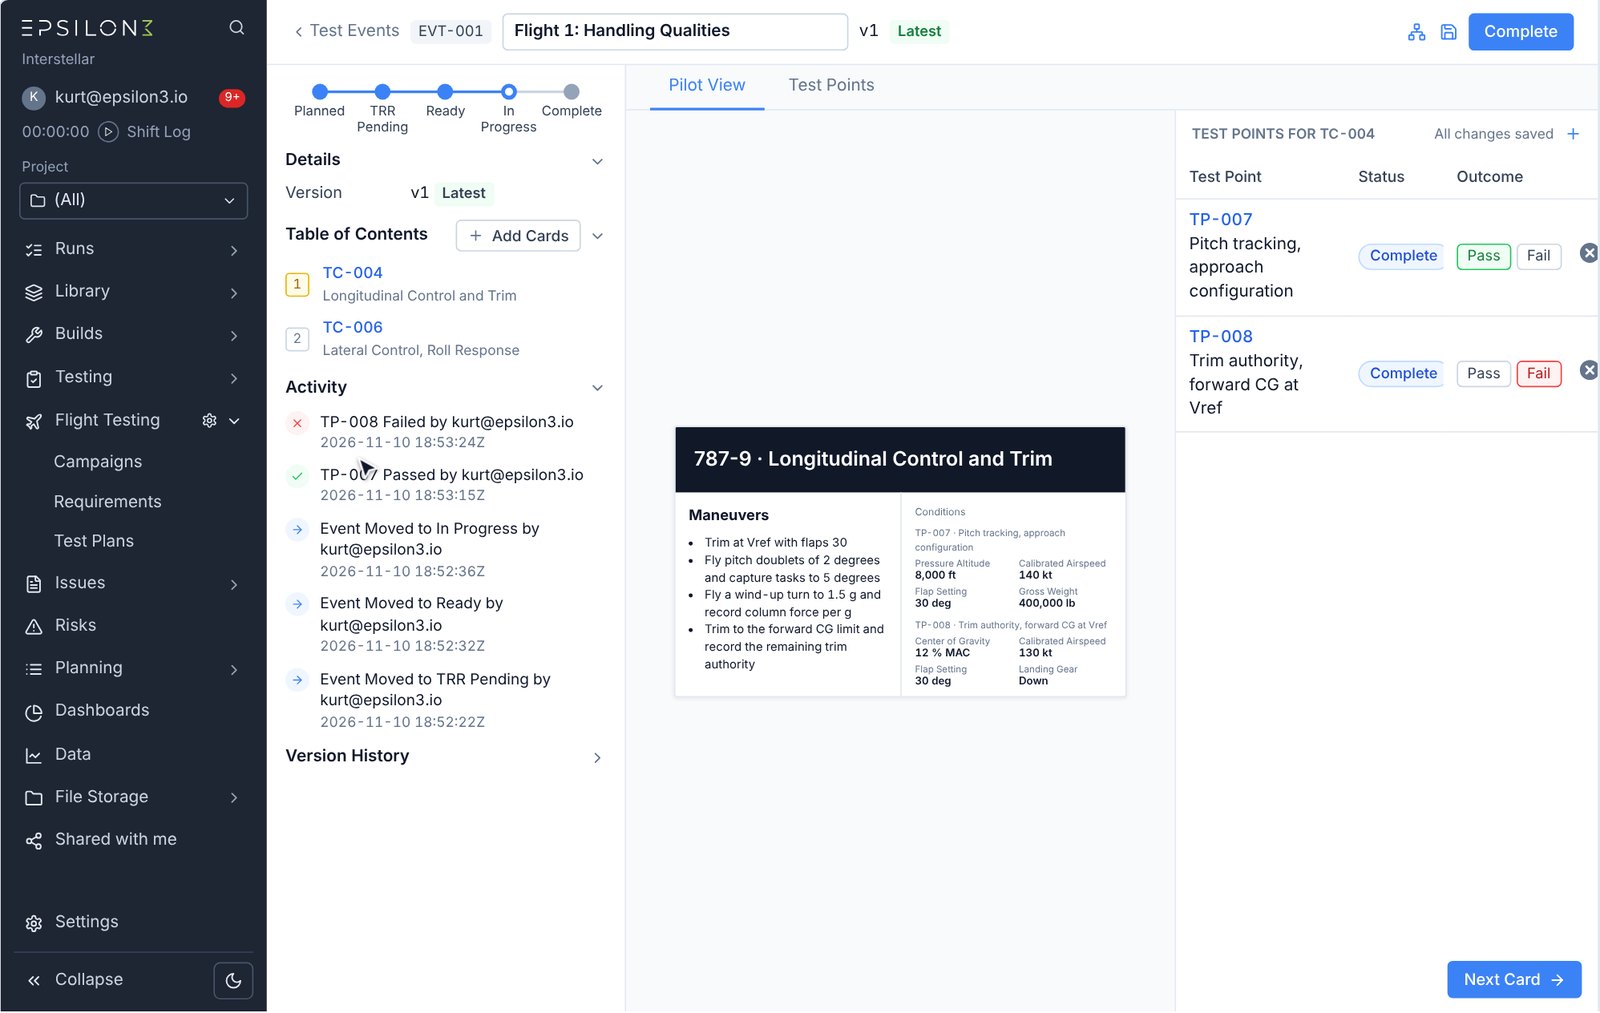 EPSILON3
Interstellar
K kurt@epsilon3.io 9+
00:00:00 Shift Log
Project
(All)
Runs
Library
Builds
Testing
Flight Testing
Campaigns
Requirements
Test Plans
Issues
Risks
Planning
Dashboards
Data
File Storage
Shared with me
Settings
Collapse
Test Events EVT-001 Flight 1: Handling Qualities v1 Latest
Complete
Planned
TRR Pending
Ready
In Progress
Complete
Details
Version v1 Latest
Table of Contents + Add Cards
1 TC-004
Longitudinal Control and Trim
2 TC-006
Lateral Control, Roll Response
Activity
TP-008 Failed by kurt@epsilon3.io
2026-11-10 18:53:24Z
TP-007 Passed by kurt@epsilon3.io
2026-11-10 18:53:15Z
Event Moved to In Progress by
kurt@epsilon3.io
2026-11-10 18:52:36Z
Event Moved to Ready by
kurt@epsilon3.io
2026-11-10 18:52:32Z
Event Moved to TRR Pending by
kurt@epsilon3.io
2026-11-10 18:52:22Z
Version History
Pilot View Test Points
787-9 · Longitudinal Control and Trim
Maneuvers
• Trim at Vref with flaps 30
• Fly pitch doublets of 2 degrees
and capture tasks to 5 degrees
• Fly a wind-up turn to 1.5 g and
record column force per g
• Trim to the forward CG limit and
record the remaining trim
authority
Conditions
TP-007 · Pitch tracking, approach
configuration
Pressure Altitude Calibrated Airspeed
8,000 ft 140 kt
Flap Setting Gross Weight
30 deg 400,000 lb
TP-008 · Trim authority, forward CG at Vref
Center of Gravity Calibrated Airspeed
12 % MAC 130 kt
Flap Setting Landing Gear
30 deg Down
TEST POINTS FOR TC-004 All changes saved +
Test Point Status Outcome
TP-007
Pitch tracking,
approach
configuration
Complete Pass Fail
TP-008
Trim authority,
forward CG at
Vref
Complete Pass Fail
Next Card